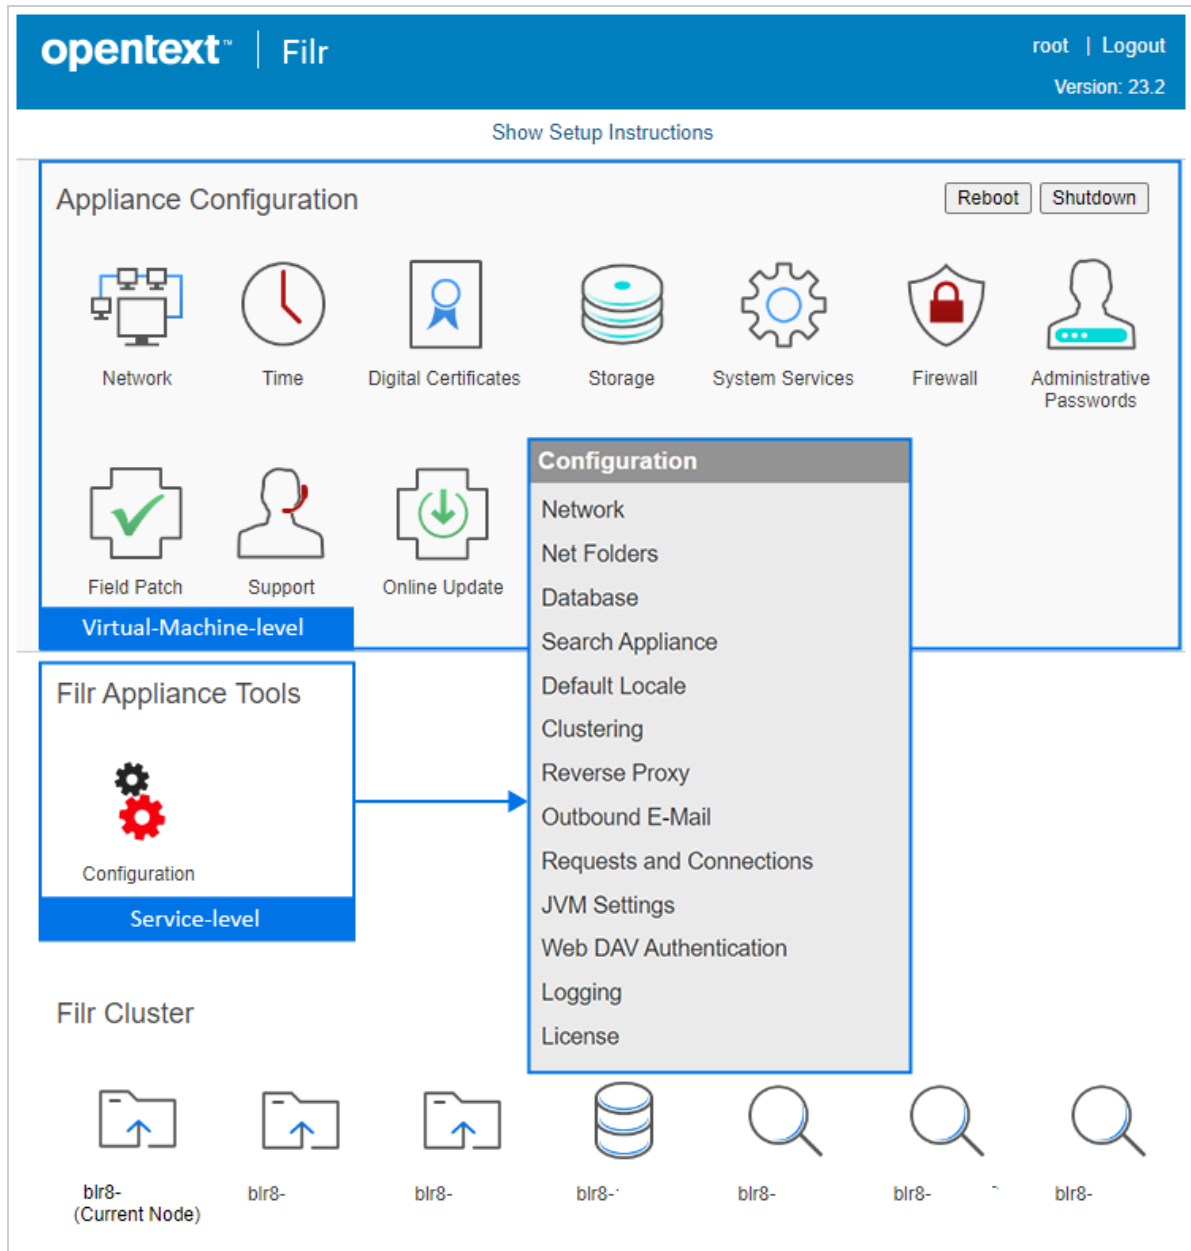 opentext™ | Filr
root | Logout
Version: 23.2
Show Setup Instructions
Appliance Configuration
Reboot
Shutdown
Network
Time
Digital Certificates
Storage
System Services
Firewall
Administrative
Passwords
Field Patch
Support
Online Update
Virtual-Machine-level
Configuration
Network
Net Folders
Database
Search Appliance
Default Locale
Clustering
Reverse Proxy
Outbound E-Mail
Requests and Connections
JVM Settings
Web DAV Authentication
Logging
License
Filr Appliance Tools
Configuration
Service-level
Filr Cluster
blr8-
(Current Node)
blr8-
blr8-
blr8-
blr8-
blr8-
blr8-